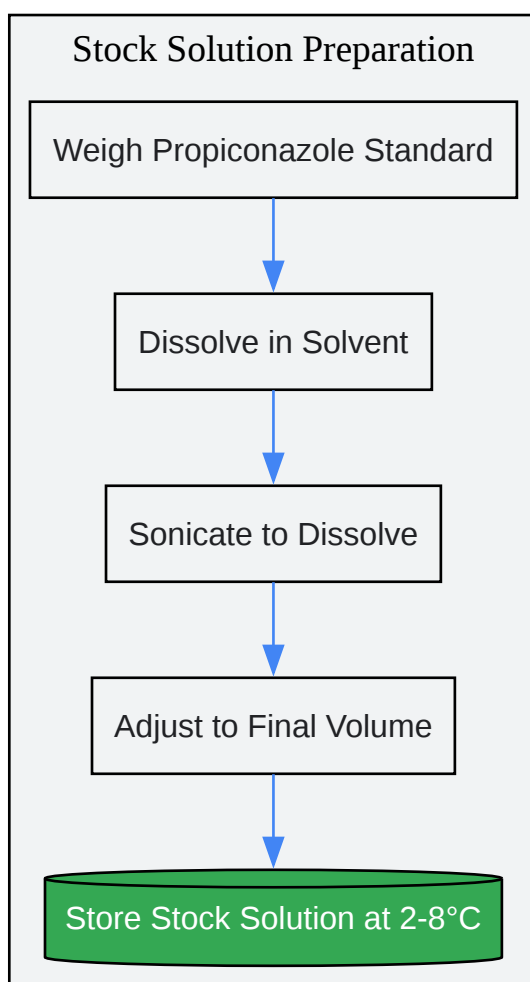 Stock Solution Preparation
Weigh Propiconazole Standard
Dissolve in Solvent
Sonicate to Dissolve
Adjust to Final Volume
Store Stock Solution at 2-8°C